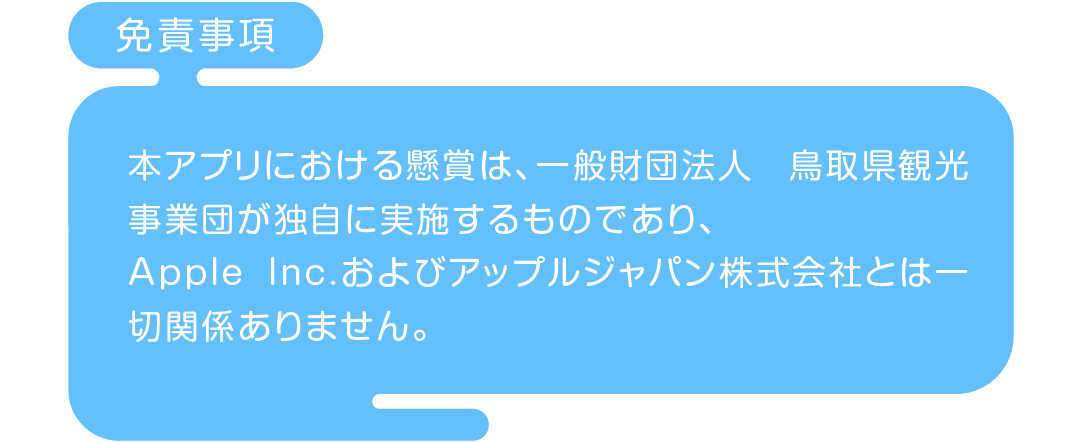 免責事項
本アプリにおける懸賞は、一般財団法人　鳥取県観光
事業団が独自に実施するものであり、
Apple Inc.およびアップルジャパン株式会社とは一
切関係ありません。